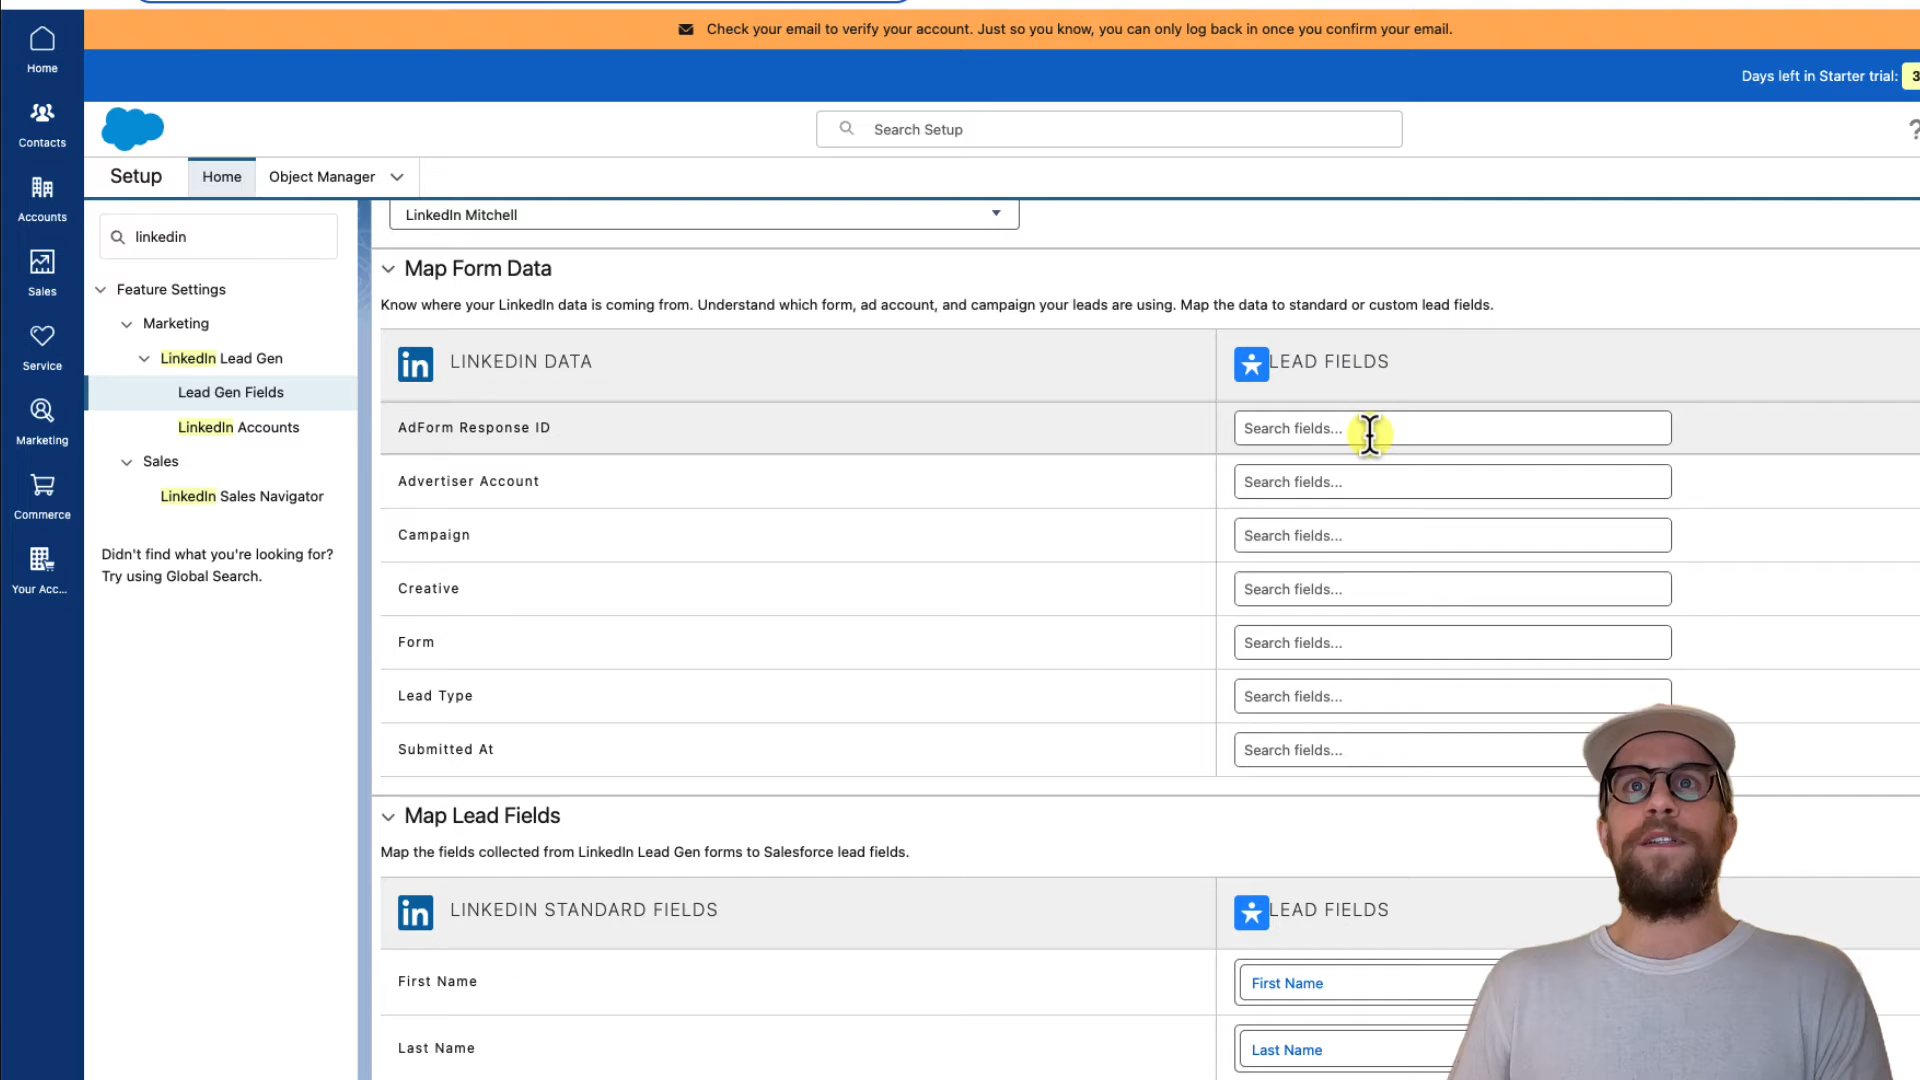 Check your email to verify your account. Just so you know, you can only log back in once you confirm your email.
Days left in Starter trial: 3
Home
Contacts
Accounts
Sales
Service
Marketing
Commerce
Your Acc...
Search Setup
?
Setup
Home
Object Manager
linkedin
Feature Settings
Marketing
LinkedIn Lead Gen
Lead Gen Fields
LinkedIn Accounts
Sales
LinkedIn Sales Navigator
Didn't find what you're looking for?
Try using Global Search.
LinkedIn Mitchell
Map Form Data
Know where your LinkedIn data is coming from. Understand which form, ad account, and campaign your leads are using. Map the data to standard or custom lead fields.
in LINKEDIN DATA
LEAD FIELDS
AdForm Response ID
Search fields...
Advertiser Account
Search fields...
Campaign
Search fields...
Creative
Search fields...
Form
Search fields...
Lead Type
Search fields...
Submitted At
Search fields...
Map Lead Fields
Map the fields collected from LinkedIn Lead Gen forms to Salesforce lead fields.
in LINKEDIN STANDARD FIELDS
LEAD FIELDS
First Name
First Name
Last Name
Last Name